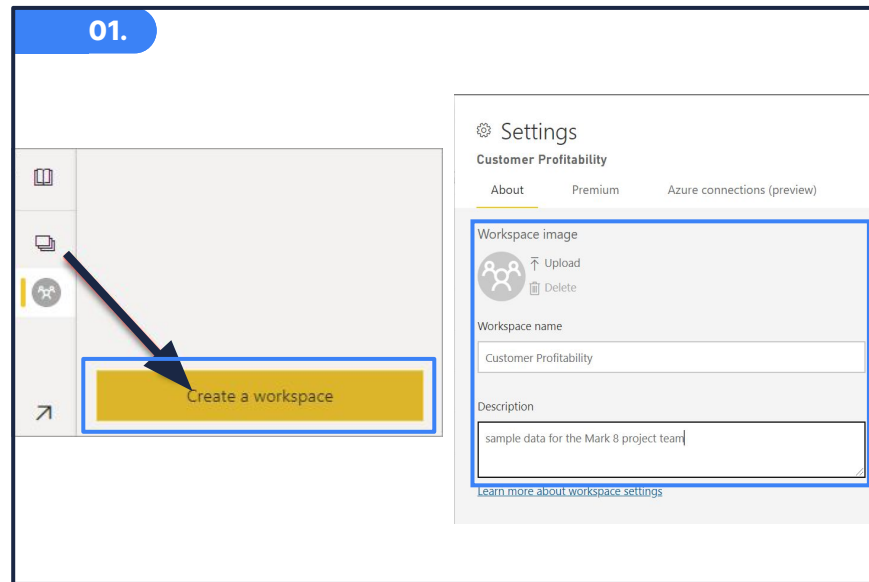 01.
Create a workspace
Settings
Customer Profitability
About Premium Azure connections (preview)
Workspace image
Upload
Delete
Workspace name
Customer Profitability
Description
sample data for the Mark 8 project team
Learn more about workspace settings